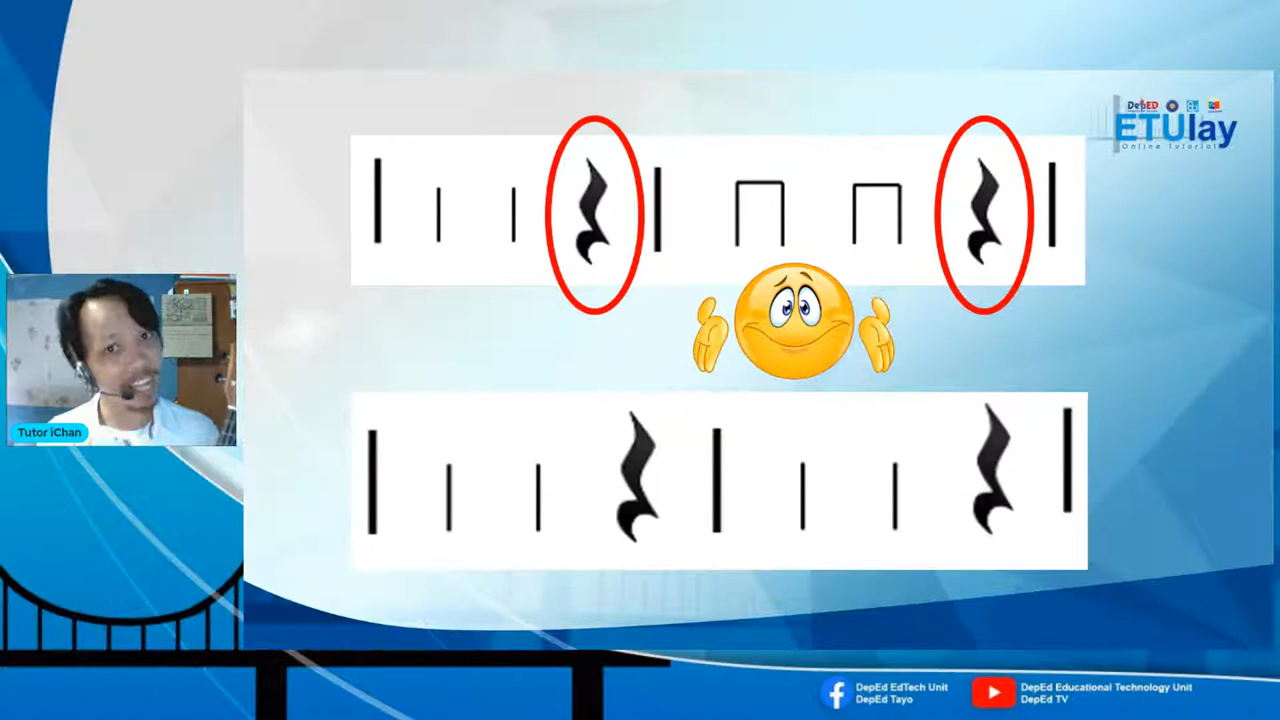 DepED
ETUlay
Online Tutorial
Tutor iChan
DepEd EdTech Unit
DepEd Tayo
DepEd Educational Technology Unit
DepEd TV